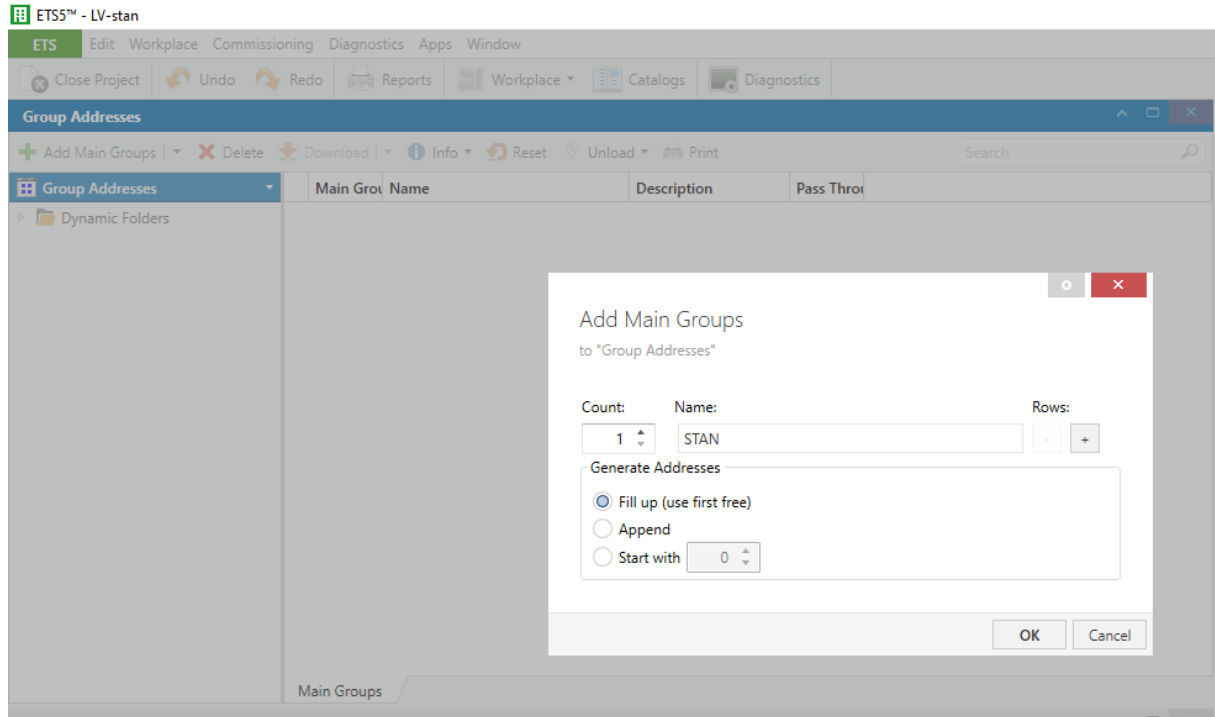 ETS5™ - LV-stan
ETS Edit Workplace Commissioning Diagnostics Apps Window
Close Project Undo Redo Reports Workplace Catalogs Diagnostics
Group Addresses
Add Main Groups Delete Download Info Reset Unload Print Search
Group Addresses Main Grou Name Description Pass Throu
Dynamic Folders
Add Main Groups
to "Group Addresses"
Count: Name: Rows:
1 STAN - +
Generate Addresses
Fill up (use first free)
Append
Start with 0
OK Cancel
Main Groups